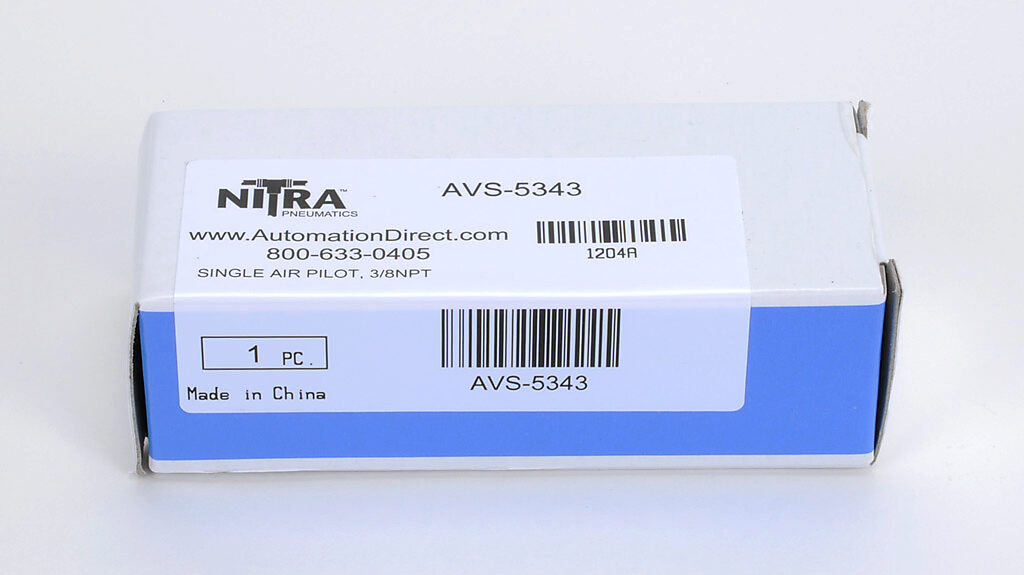 NITRA™
PNEUMATICS
AVS-5343
www.AutomationDirect.com
800-633-0405
1204A
SINGLE AIR PILOT, 3/8NPT
1 PC.
AVS-5343
Made in China